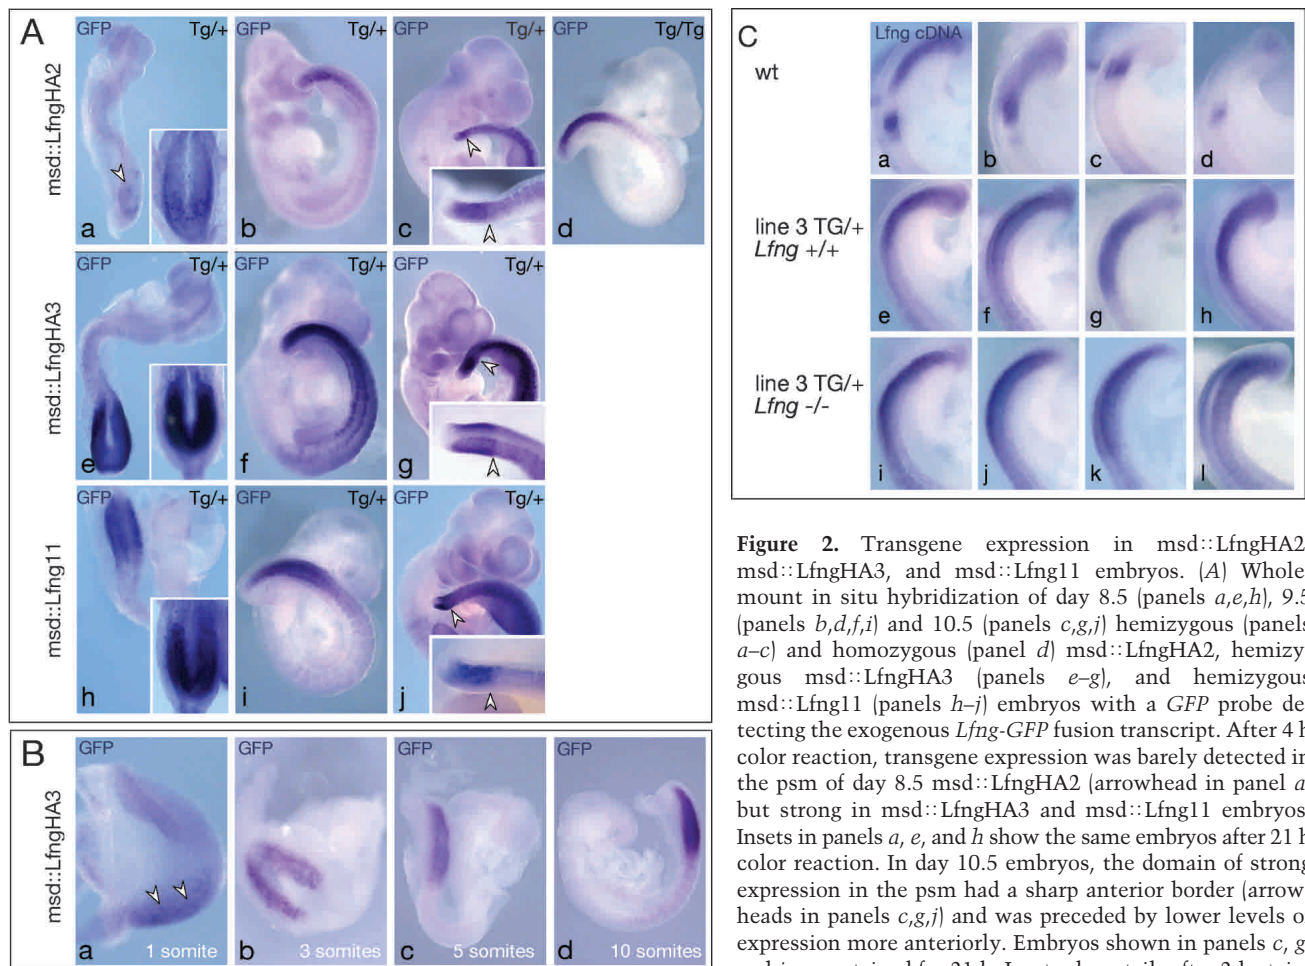 A
GFP Tg/+
GFP Tg/+
GFP Tg/+
GFP Tg/Tg
msd::LfngHA2
a
b
c
d
GFP Tg/+
GFP Tg/+
GFP Tg/+
msd::LfngHA3
e
f
g
GFP Tg/+
GFP Tg/+
GFP Tg/+
msd::Lfng11
h
i
j
B
GFP
GFP
GFP
GFP
msd::LfngHA3
a 1 somite
b 3 somites
c 5 somites
d 10 somites
C
Lfng cDNA
wt
a
b
c
d
line 3 TG/+
Lfng +/+
e
f
g
h
line 3 TG/+
Lfng -/-
i
j
k
l
Figure 2. Transgene expression in msd::LfngHA2
msd::LfngHA3, and msd::Lfng11 embryos. (A) Whole
mount in situ hybridization of day 8.5 (panels a,e,h), 9.5
(panels b,d,f,i) and 10.5 (panels c,g,j) hemizygous (panels
a–c) and homozygous (panel d) msd::LfngHA2, hemizy
gous msd::LfngHA3 (panels e–g), and hemizygous
msd::Lfng11 (panels h–j) embryos with a GFP probe de
tecting the exogenous Lfng-GFP fusion transcript. After 4 h
color reaction, transgene expression was barely detected in
the psm of day 8.5 msd::LfngHA2 (arrowhead in panel a
but strong in msd::LfngHA3 and msd::Lfng11 embryos
Insets in panels a, e, and h show the same embryos after 21 h
color reaction. In day 10.5 embryos, the domain of strong
expression in the psm had a sharp anterior border (arrow
heads in panels c,g,j) and was preceded by lower levels o
expression more anteriorly. Embryos shown in panels c, g